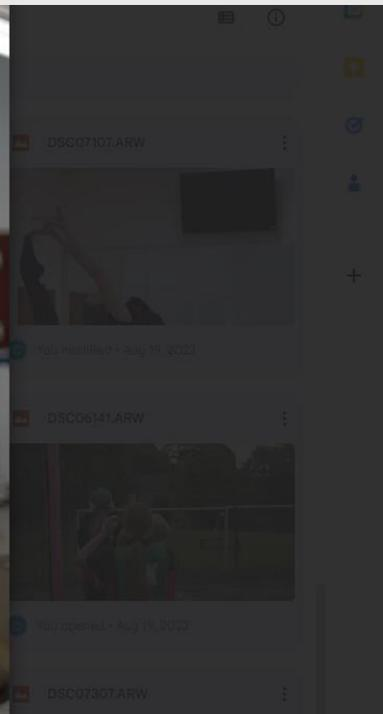 DSC07107.ARW
You modified • Aug 19, 2023
DSC06141.ARW
You opened • Aug 19, 2023
DSC07307.ARW